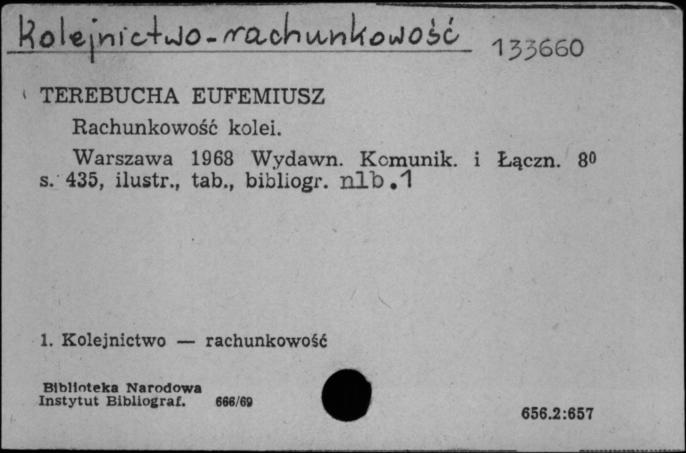 Kolejnictwo-rachunkowość 133660
TEREBUCHA EUFEMIUSZ
Rachunkowość kolei.
Warszawa 1968 Wydawn. Komunik. i Łączn. 8⁰
s. 435, ilustr., tab., bibliogr. nlb.1
1. Kolejnictwo — rachunkowość
Biblioteka Narodowa
Instytut Bibliograf. 666/69
656.2:657